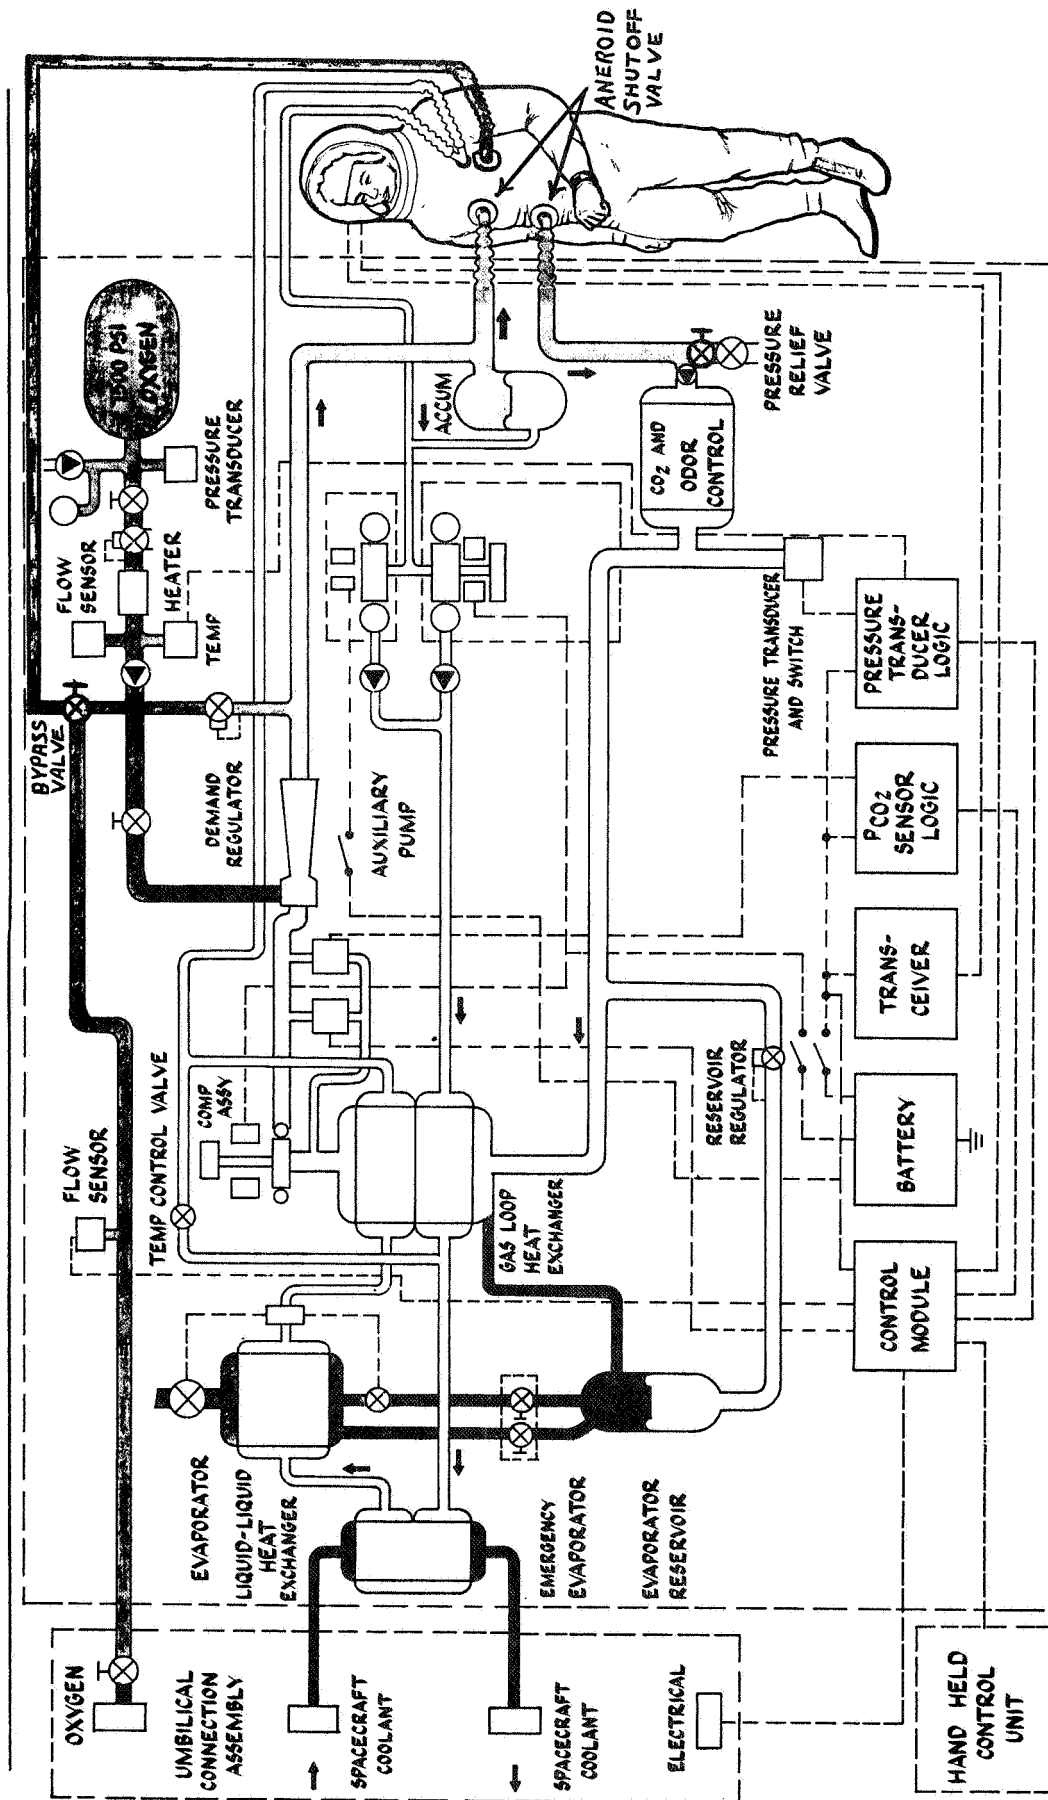 OXYGEN
UMBILICAL
CONNECTION
ASSEMBLY
SPACECRAFT
COOLANT
SPACECRAFT
COOLANT
ELECTRICAL
HAND HELD
CONTROL
UNIT
FLOW
SENSOR
TEMP CONTROL VALVE
COMP
ASSY
EVAPORATOR
LIQUID-LIQUID
HEAT
EXCHANGER
GAS LOOP
HEAT
EXCHANGER
EMERGENCY
EVAPORATOR
EVAPORATOR
RESERVOIR
RESERVOIR
REGULATOR
BYPASS
VALVE
DEMAND
REGULATOR
AUXILIARY
PUMP
FLOW
SENSOR
HEATER
TEMP
PRESSURE
TRANSDUCER
1500 PSI
OXYGEN
ACCUM
CO2 AND
ODOR
CONTROL
PRESSURE
RELIEF
VALVE
ANEROID
SHUTOFF
VALVE
PRESSURE TRANSDUCER
AND SWITCH
CONTROL
MODULE
BATTERY
TRANS-
CEIVER
PCO2
SENSOR
LOGIC
PRESSURE
TRANS-
DUCER
LOGIC